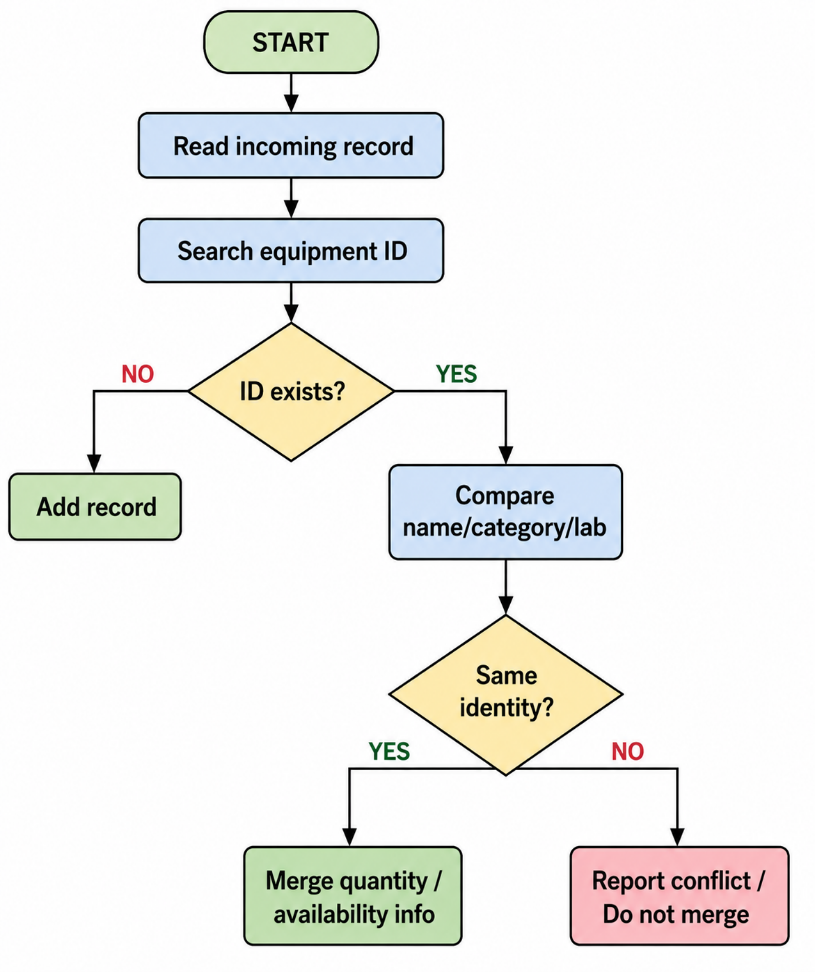 START
Read incoming record
Search equipment ID
ID exists?
NO
YES
Add record
Compare
name/category/lab
Same
identity?
YES
NO
Merge quantity /
availability info
Report conflict /
Do not merge